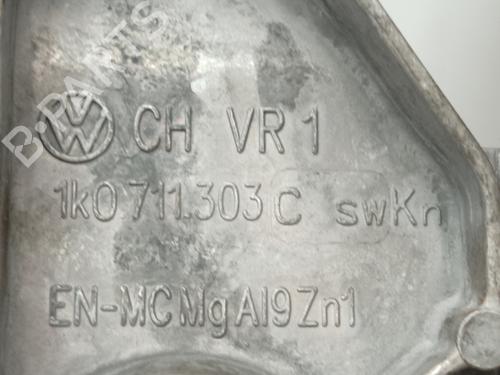 CH VR 1
1K0.711.303 C swKn
EN-MCMgAl9Zn1
B-PARTS